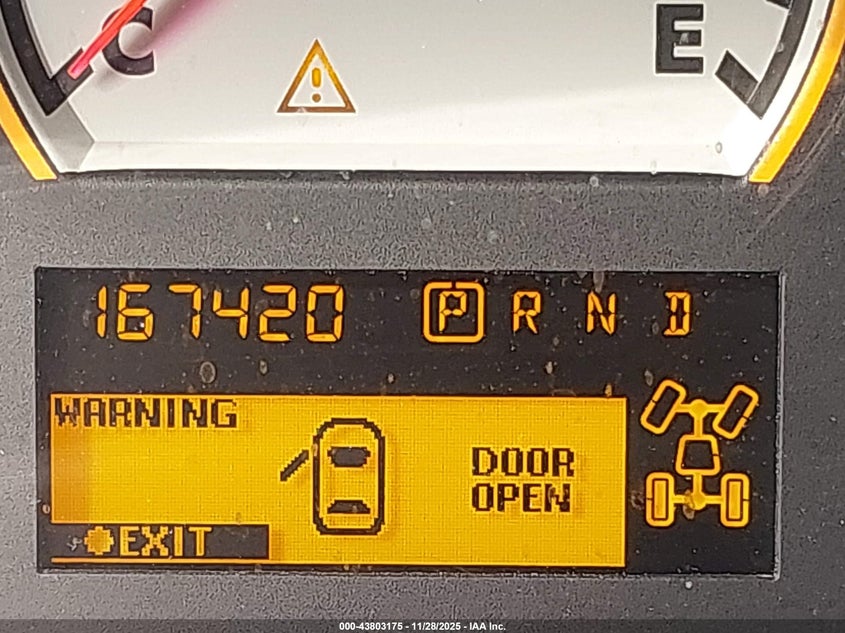 C E
167420 P R N D
WARNING
DOOR
OPEN
EXIT
000-43803175 - 11/28/2025 - IAA Inc.